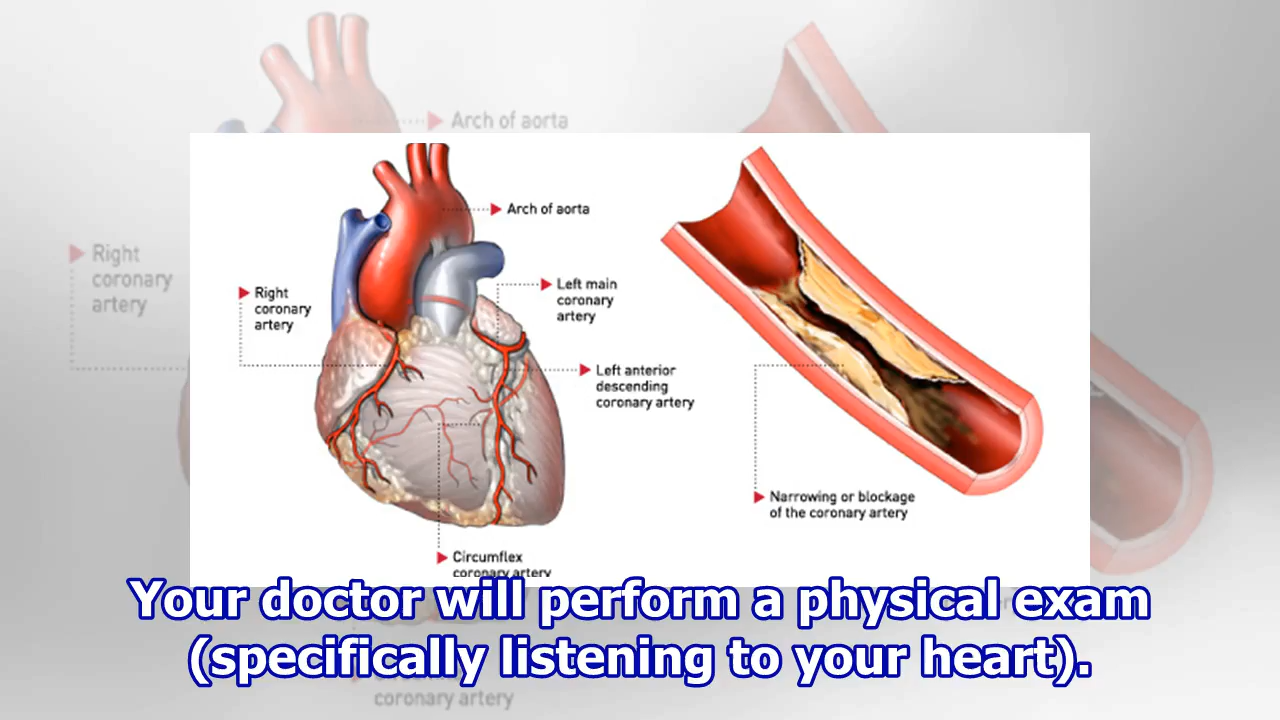 Arch of aorta
Right
coronary
artery
Arch of aorta
Right
coronary
artery
Left main
coronary
artery
Left anterior
descending
coronary artery
Narrowing or blockage
of the coronary artery
Circumflex
coronary artery
Your doctor will perform a physical exam
(specifically listening to your heart).
coronary artery